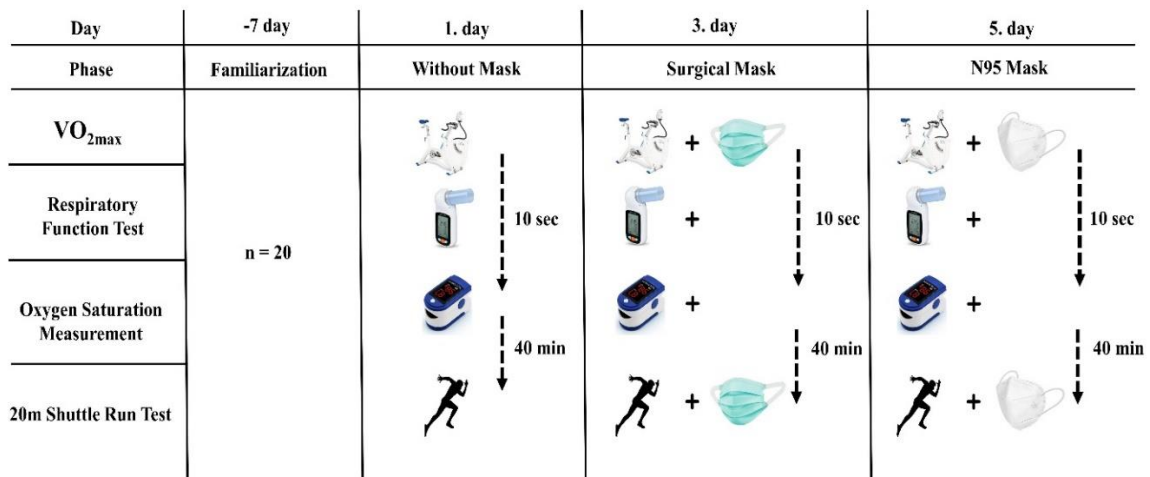 Day -7 day 1. day 3. day 5. day
Phase Familiarization Without Mask Surgical Mask N95 Mask
VO2max + +
Respiratory
Function Test
10 sec + 10 sec + 10 sec
n = 20
Oxygen Saturation
Measurement
+ +
40 min 40 min 40 min
20m Shuttle Run Test + +